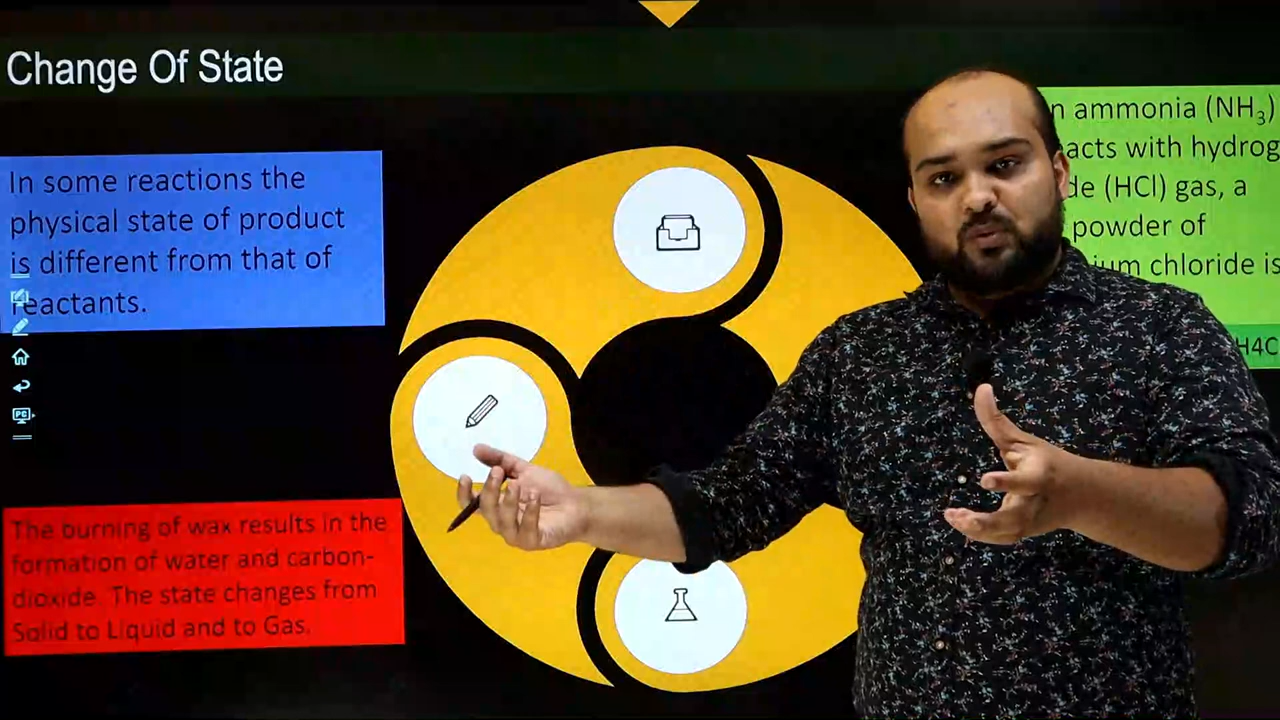 Change Of State
In some reactions the
physical state of product
is different from that of
reactants.
PC
The burning of wax results in the
formation of water and carbon-
dioxide. The state changes from
Solid to Liquid and to Gas.
ammonia (NH₃)
with hydrog
(HCl) gas, a
powder of
chloride is
H4C